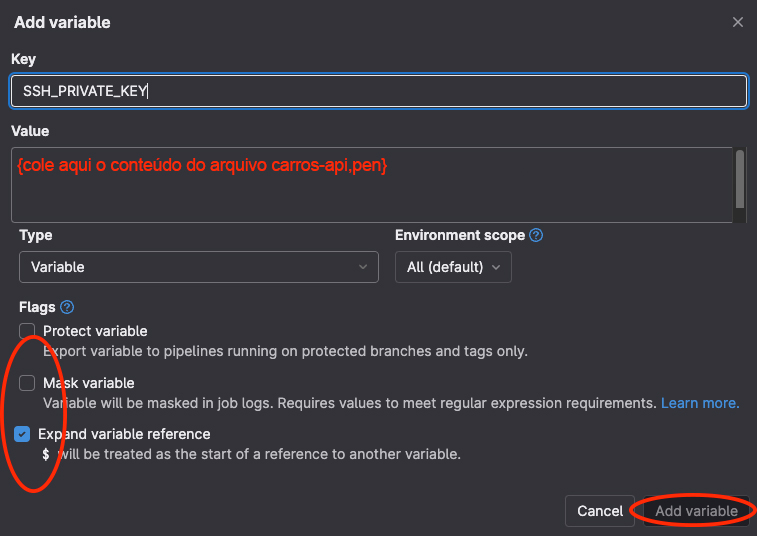 Add variable
Key
SSH_PRIVATE_KEY
Value
{cole aqui o conteúdo do arquivo carros-api,pen}
Type
Environment scope
Variable
All (default)
Flags
Protect variable
Export variable to pipelines running on protected branches and tags only.
Mask variable
Variable will be masked in job logs. Requires values to meet regular expression requirements. Learn more.
Expand variable reference
$ will be treated as the start of a reference to another variable.
Cancel
Add variable